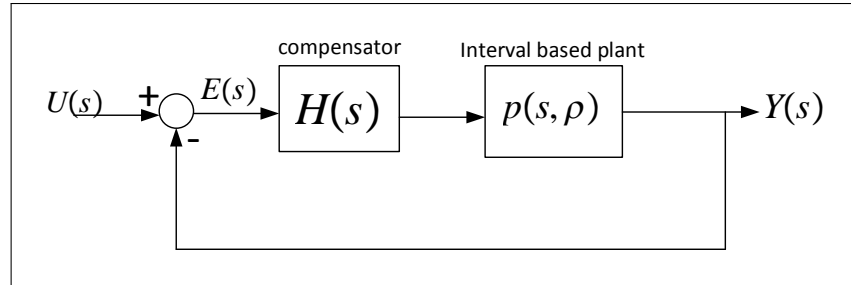 compensator
Interval based plant
U(s)
+
E(s)
H(s)
p(s, ρ)
Y(s)
-